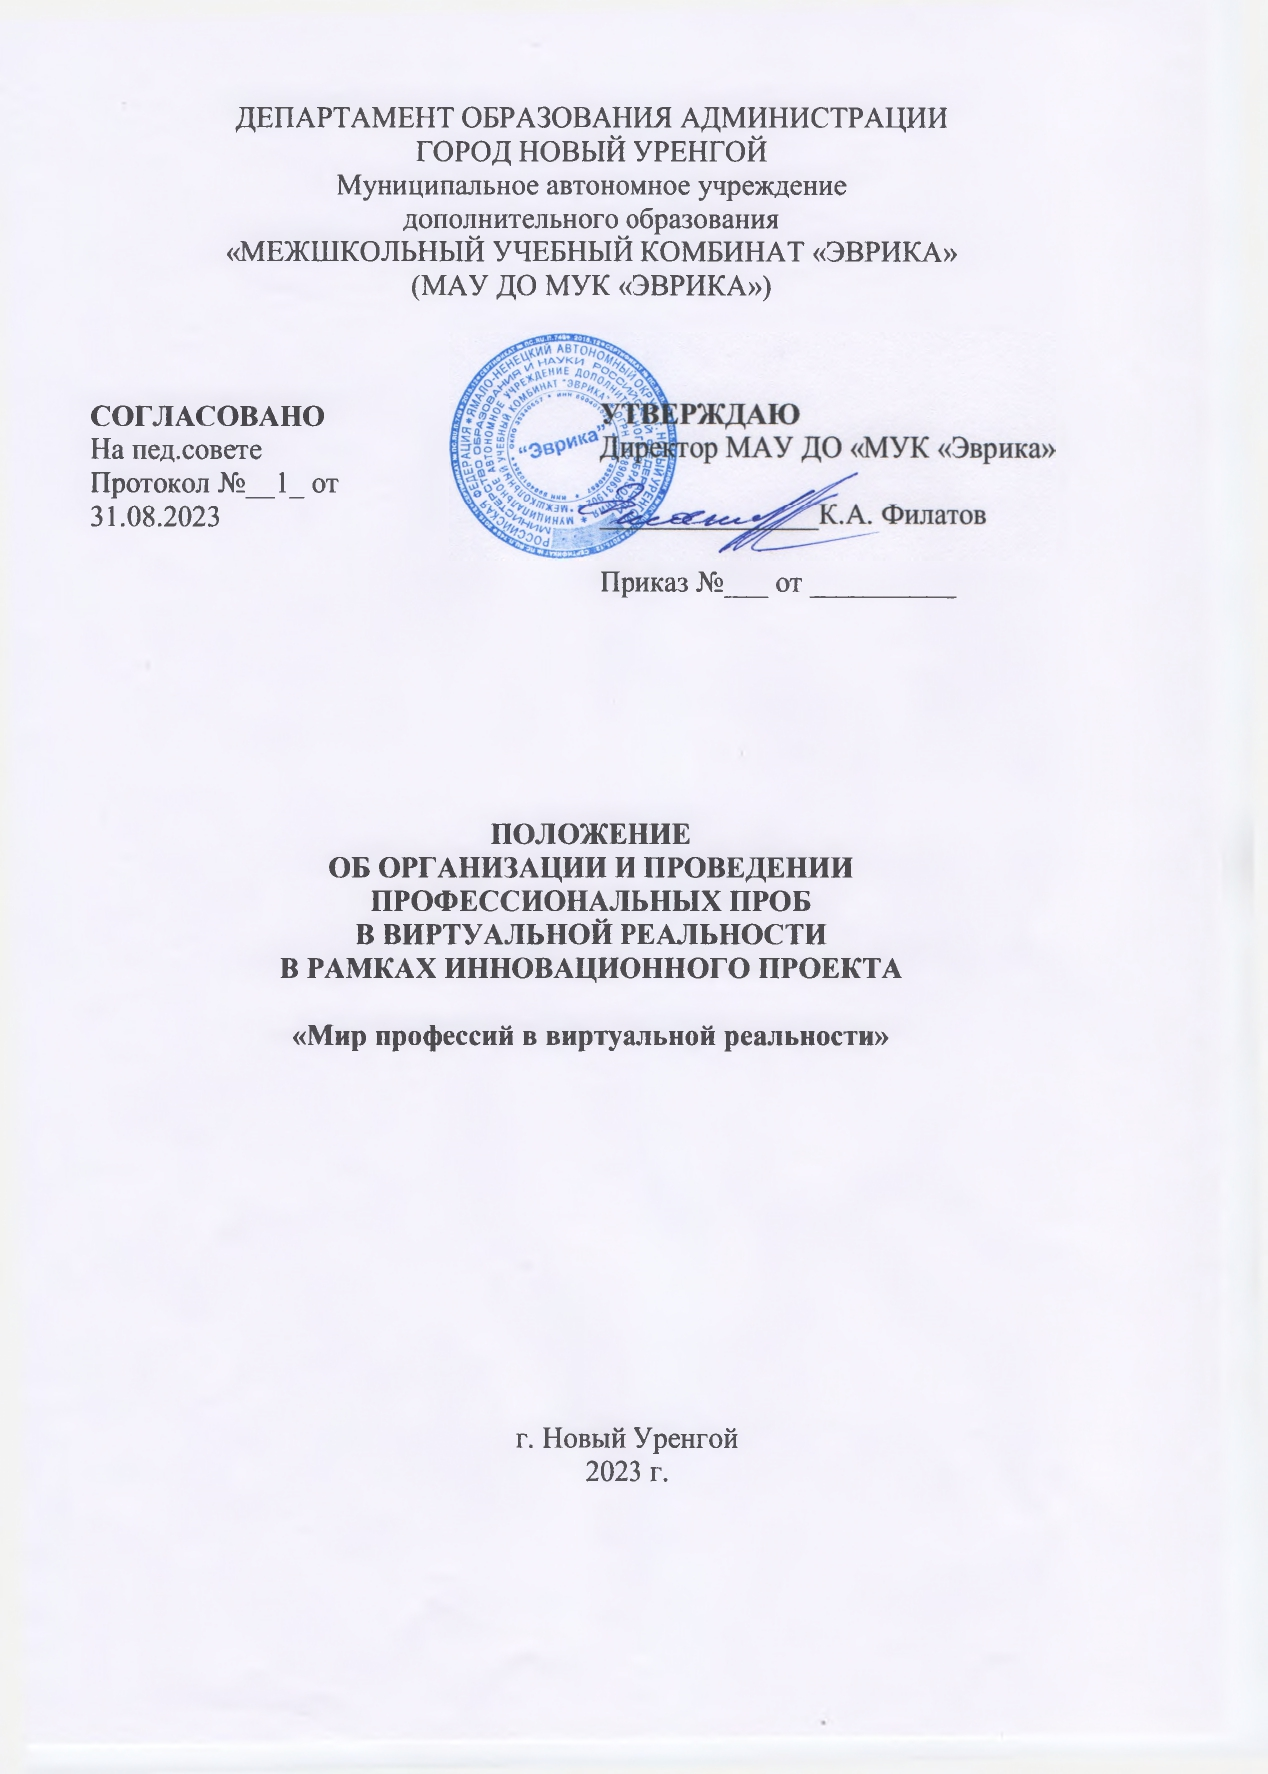 ДЕПАРТАМЕНТ ОБРАЗОВАНИЯ АДМИНИСТРАЦИИ
ГОРОД НОВЫЙ УРЕНГОЙ
Муниципальное автономное учреждение
дополнительного образования
«МЕЖШКОЛЬНЫЙ УЧЕБНЫЙ КОМБИНАТ «ЭВРИКА»
(МАУ ДО МУК «ЭВРИКА»)
СОГЛАСОВАНО
На пед.совете
Протокол №__1_ от
31.08.2023
"Эврика"
УТВЕРЖДАЮ
Директор МАУ ДО «МУК «Эврика»
_______________К.А. Филатов
Приказ №___ от __________
ПОЛОЖЕНИЕ
ОБ ОРГАНИЗАЦИИ И ПРОВЕДЕНИИ
ПРОФЕССИОНАЛЬНЫХ ПРОБ
В ВИРТУАЛЬНОЙ РЕАЛЬНОСТИ
В РАМКАХ ИННОВАЦИОННОГО ПРОЕКТА
«Мир профессий в виртуальной реальности»
г. Новый Уренгой
2023 г.